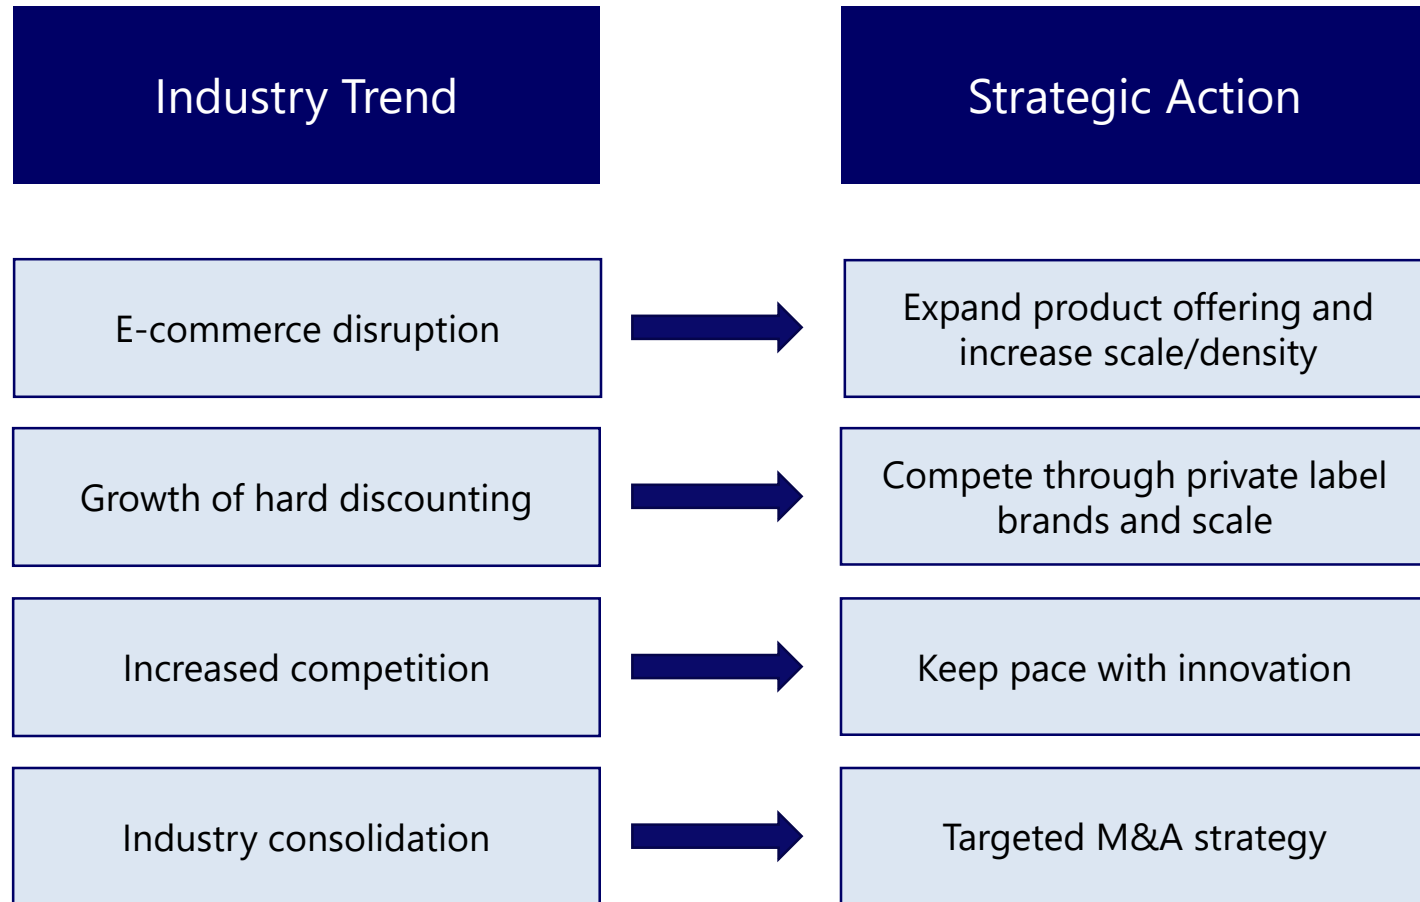 Industry Trend
Strategic Action
E-commerce disruption
Expand product offering and
increase scale/density
Growth of hard discounting
Compete through private label
brands and scale
Increased competition
Keep pace with innovation
Industry consolidation
Targeted M&A strategy